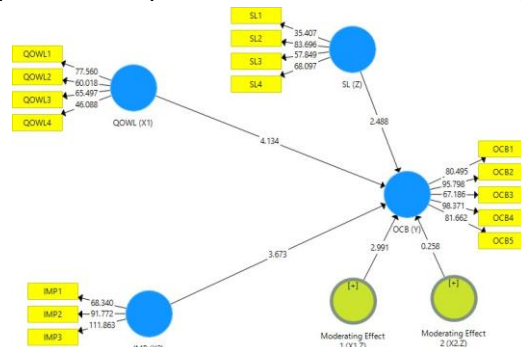 SL1
SL2
SL3
SL4
35.407
83.696
57.849
68.097
SL (Z)
QOWL1
QOWL2
QOWL3
QOWL4
77.560
60.018
65.497
46.088
QOWL (X1)
2.488
4.134
OCB1
OCB2
OCB3
OCB4
OCB5
80.495
95.798
67.186
98.371
81.662
OCB (Y)
3.673
2.991
0.258
IMP1
IMP2
IMP3
68.340
91.772
111.863
[+]
[+]
Moderating Effect
1 (X1.Z)
Moderating Effect
2 (X2.Z)